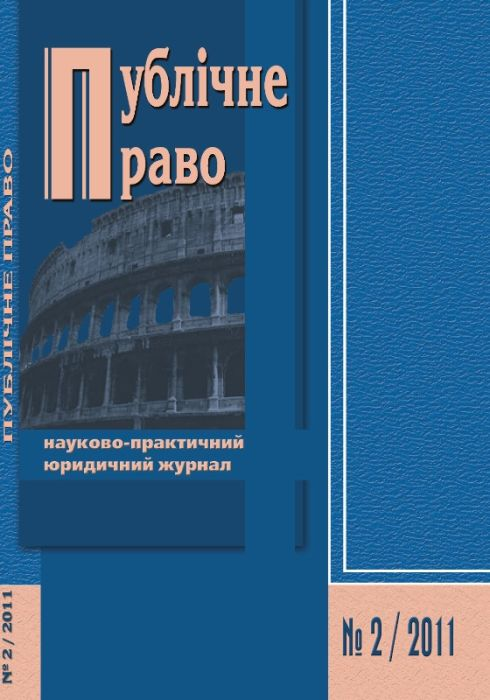 Публічне
Право
науково-практичний
юридичний журнал
№ 2 / 2011
ПУБЛІЧНЕ ПРАВО
№ 2 / 2011